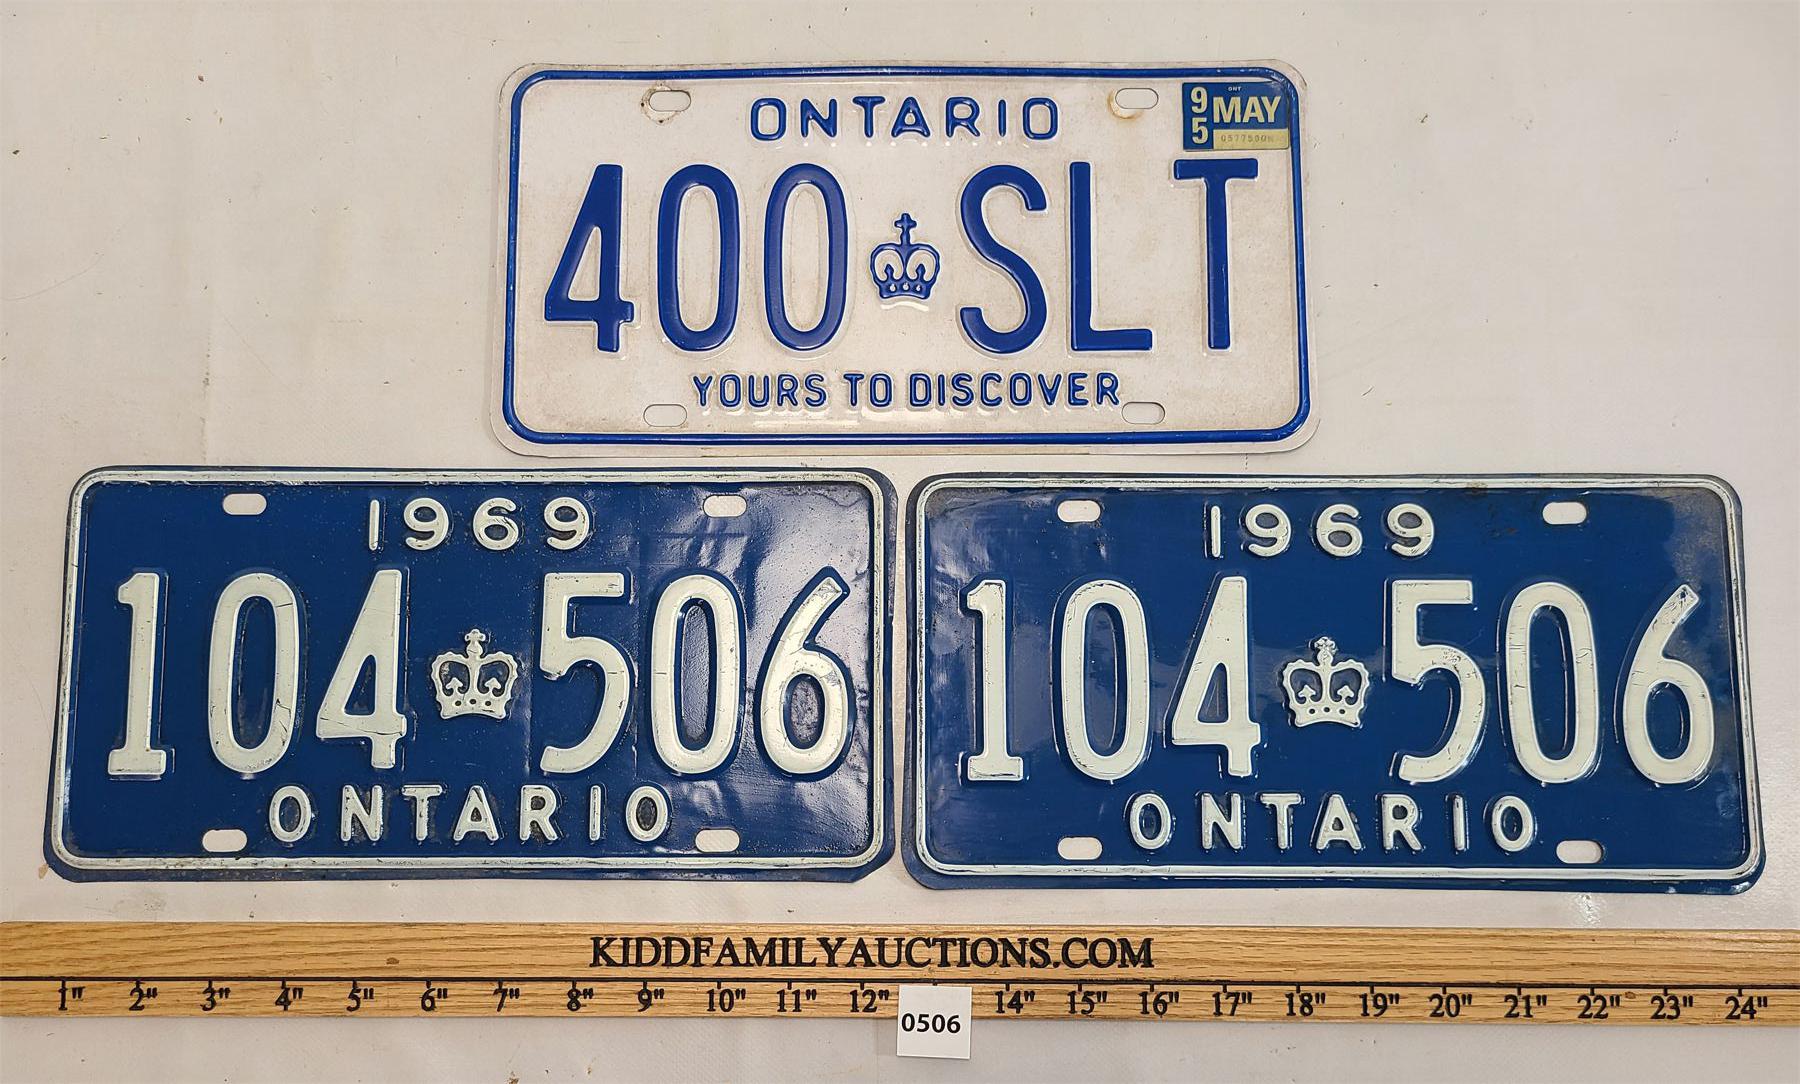 ONTARIO
ONT
95 MAY
400 SLT
YOURS TO DISCOVER
1969
104 506
ONTARIO
1969
104 506
ONTARIO
KIDDFAMILYAUCTIONS.COM
1" 2" 3" 4" 5" 6" 7" 8" 9" 10" 11" 12" 14" 15" 16" 17" 18" 19" 20" 21" 22" 23" 24"
0506